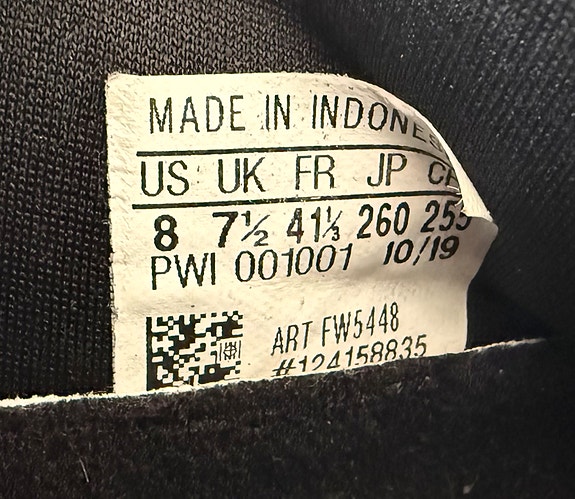 MADE IN INDONES
US UK FR JP CH
8 7½ 41⅓ 260 255
PWI 001001 10/19
ART FW5448
#124158835